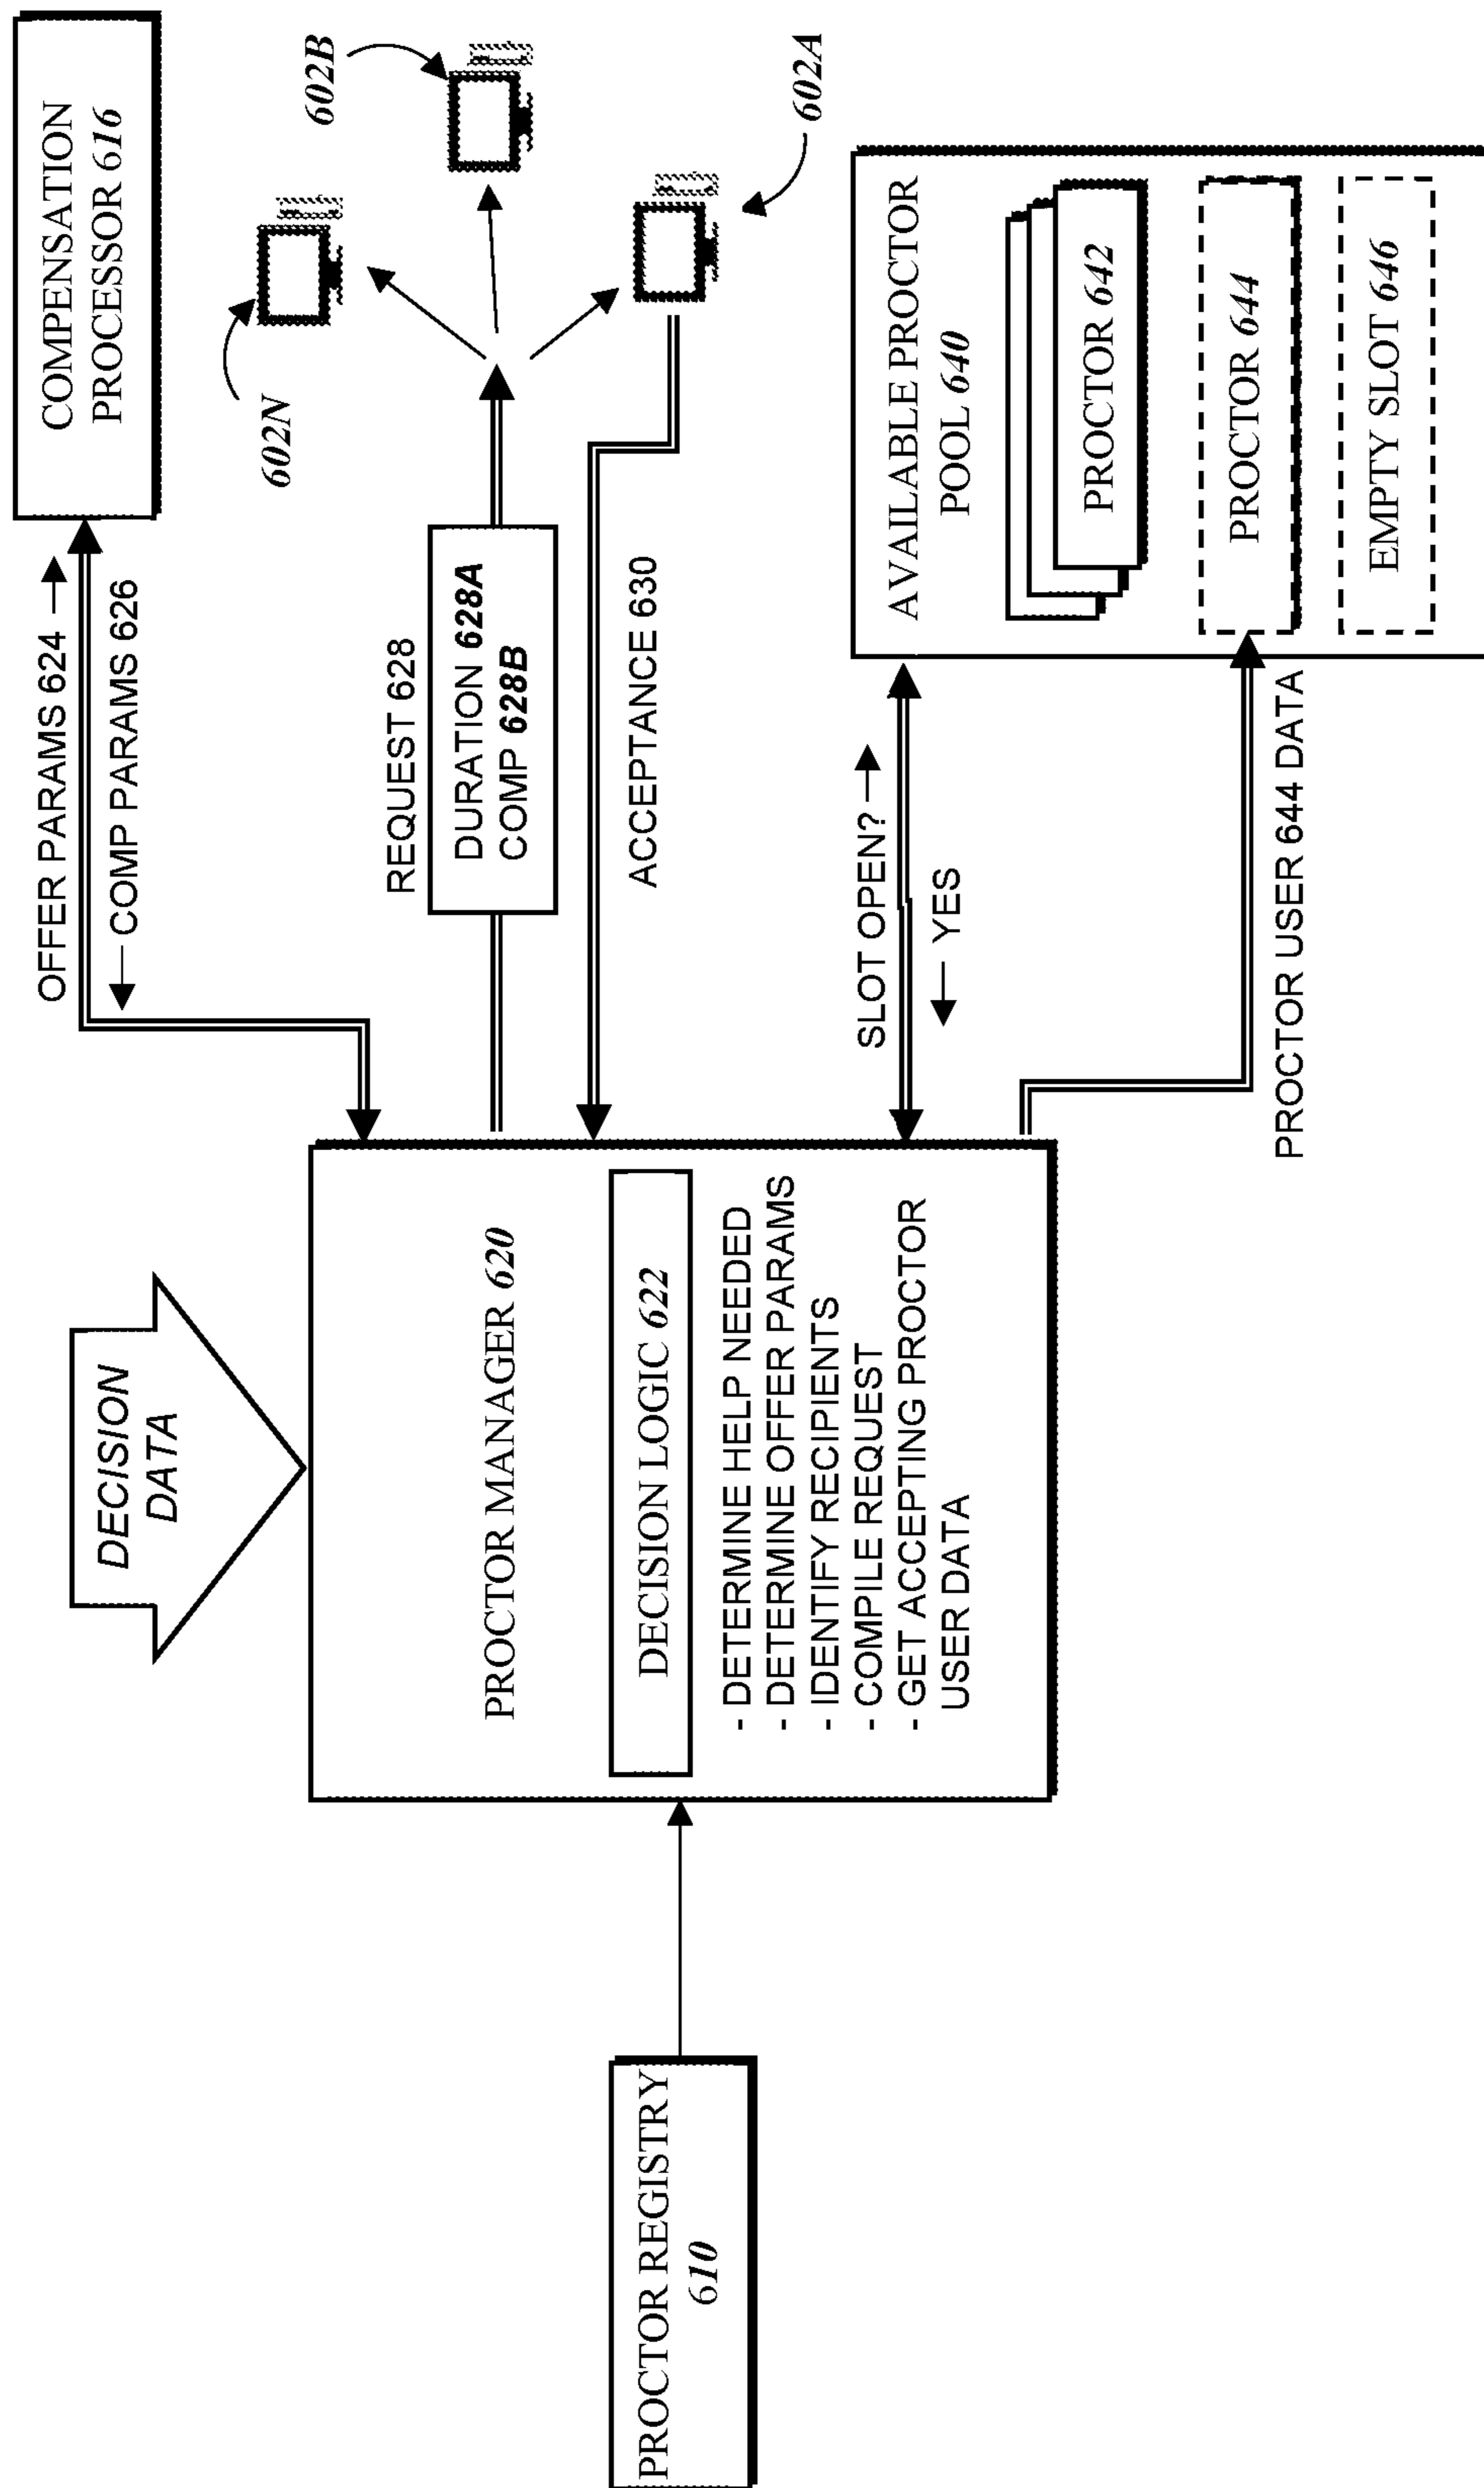 PROCTOR REGISTRY
610
DECISION
DATA
PROCTOR MANAGER 620
DECISION LOGIC 622
- DETERMINE HELP NEEDED
- DETERMINE OFFER PARAMS
- IDENTIFY RECIPIENTS
- COMPILE REQUEST
- GET ACCEPTING PROCTOR
USER DATA
OFFER PARAMS 624
COMP PARAMS 626
COMPENSATION
PROCESSOR 616
REQUEST 628
DURATION 628A
COMP 628B
602N
602B
602A
ACCEPTANCE 630
SLOT OPEN?
YES
PROCTOR USER 644 DATA
AVAILABLE PROCTOR
POOL 640
PROCTOR 642
PROCTOR 644
EMPTY SLOT 646